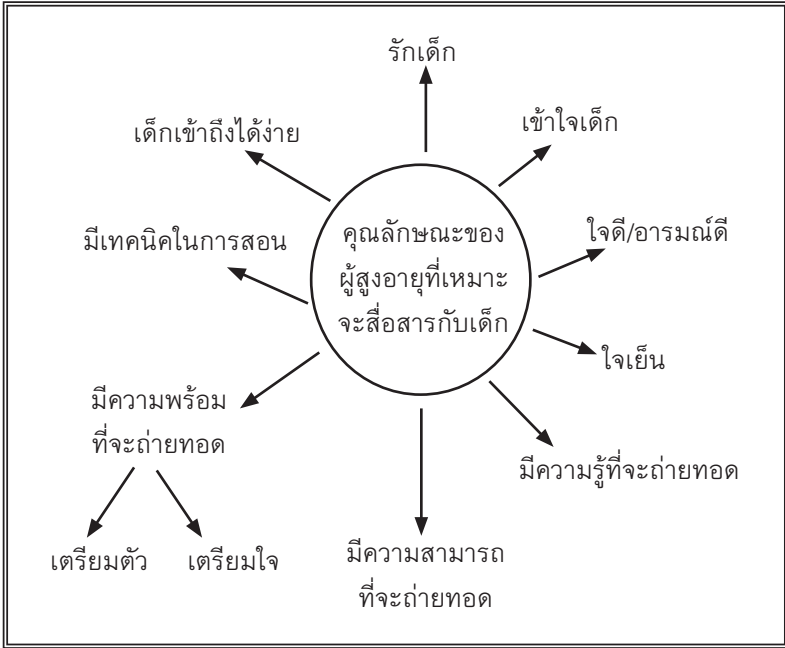 รักเด็ก
เข้าใจเด็ก
เด็กเข้าถึงได้ง่าย
คุณลักษณะของ
ผู้สูงอายุที่เหมาะ
จะสื่อสารกับเด็ก
ใจดี/อารมณ์ดี
มีเทคนิคในการสอน
ใจเย็น
มีความพร้อม
ที่จะถ่ายทอด
มีความรู้ที่จะถ่ายทอด
เตรียมตัว
เตรียมใจ
มีความสามารถ
ที่จะถ่ายทอด